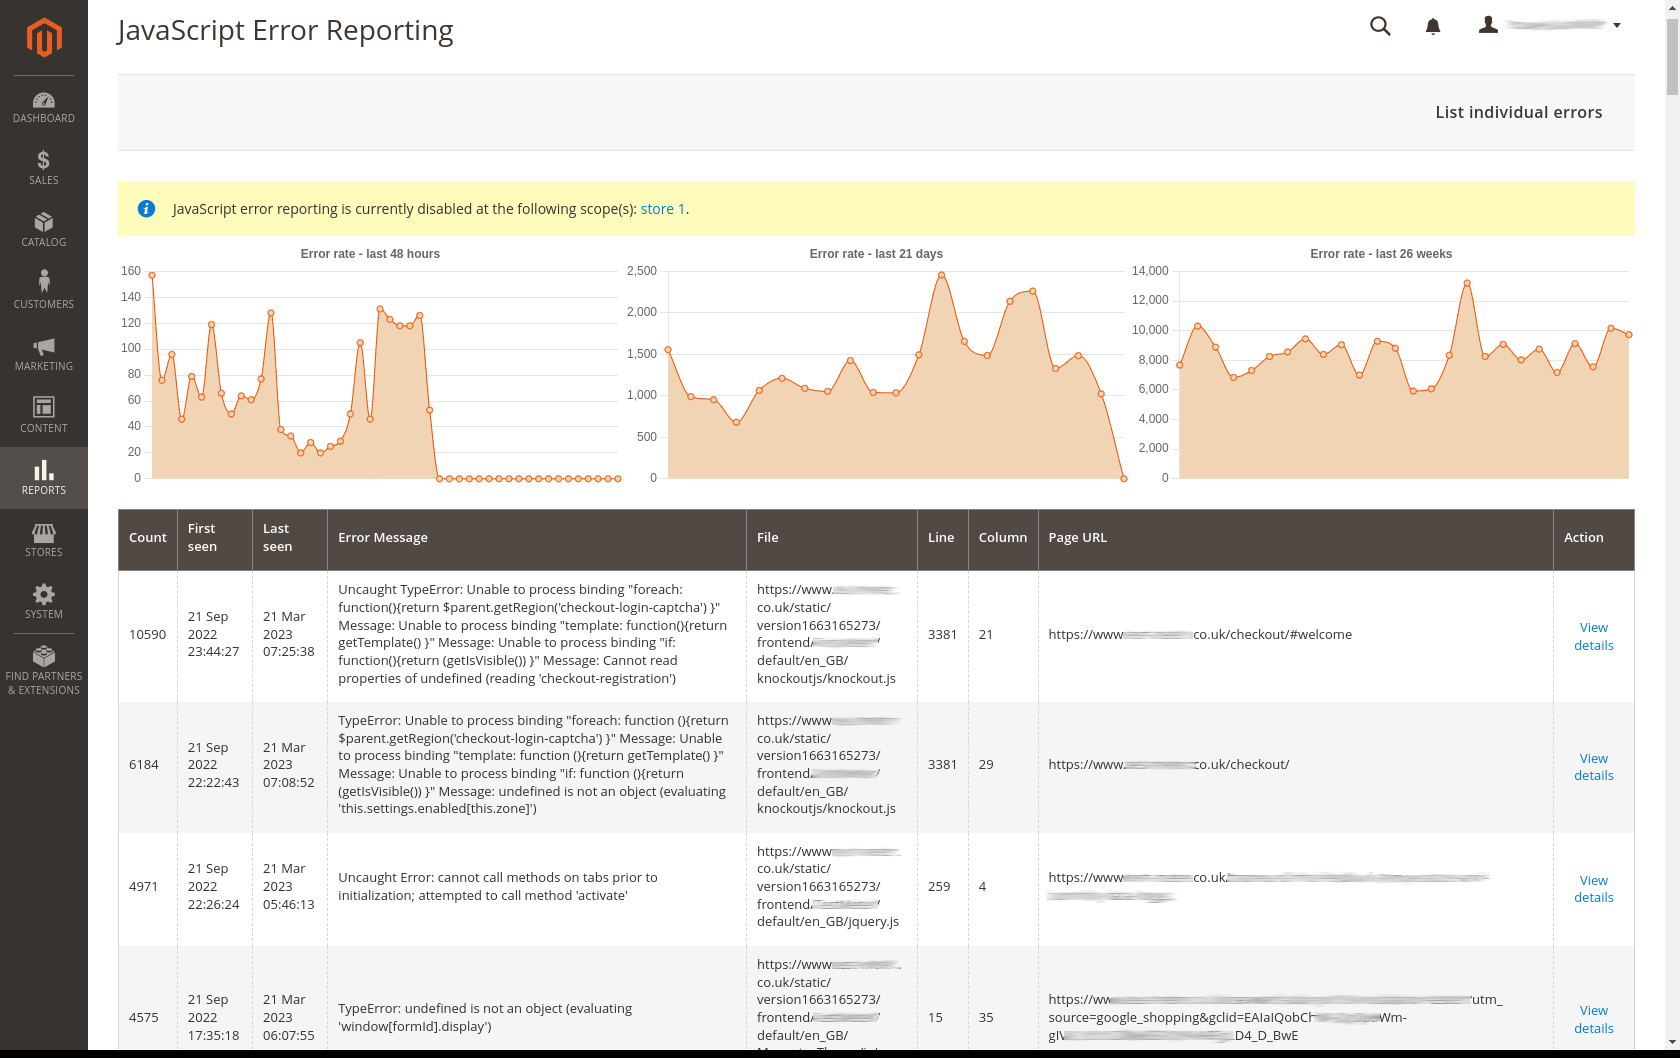 JavaScript Error Reporting
List individual errors
JavaScript error reporting is currently disabled at the following scope(s): store 1.
DASHBOARD
SALES
CATALOG
CUSTOMERS
MARKETING
CONTENT
REPORTS
STORES
SYSTEM
FIND PARTNERS
& EXTENSIONS
Error rate - last 48 hours
160
140
120
100
80
60
40
20
0
Error rate - last 21 days
2,500
2,000
1,500
1,000
500
0
Error rate - last 26 weeks
14,000
12,000
10,000
8,000
6,000
4,000
2,000
0
Count
First
seen
Last
seen
Error Message
File
Line
Column
Page URL
Action
10590
21 Sep
2022
23:44:27
21 Mar
2023
07:25:38
Uncaught TypeError: Unable to process binding "foreach:
function(){return $parent.getRegion('checkout-login-captcha') }"
Message: Unable to process binding "template: function(){return
getTemplate() }" Message: Unable to process binding "if:
function(){return (getIsVisible()) }" Message: Cannot read
properties of undefined (reading 'checkout-registration')
https://www.
co.uk/static/
version1663165273/
frontend/ /
default/en_GB/
knockoutjs/knockout.js
3381
21
https://www co.uk/checkout/#welcome
View
details
6184
21 Sep
2022
22:22:43
21 Mar
2023
07:08:52
TypeError: Unable to process binding "foreach: function (){return
$parent.getRegion('checkout-login-captcha') }" Message: Unable
to process binding "template: function (){return getTemplate() }"
Message: Unable to process binding "if: function (){return
(getIsVisible()) }" Message: undefined is not an object (evaluating
'this.settings.enabled[this.zone]')
https://www
co.uk/static/
version1663165273/
frontend /
default/en_GB/
knockoutjs/knockout.js
3381
29
https://www. co.uk/checkout/
View
details
4971
21 Sep
2022
22:26:24
21 Mar
2023
05:46:13
Uncaught Error: cannot call methods on tabs prior to
initialization; attempted to call method 'activate'
https://www
co.uk/static/
version1663165273/
frontend/ /
default/en_GB/jquery.js
259
4
https://www co.uk/
View
details
4575
21 Sep
2022
17:35:18
21 Mar
2023
06:07:55
TypeError: undefined is not an object (evaluating
'window[formId].display')
https://www
co.uk/static/
version1663165273/
frontend/ /
default/en_GB/
15
35
https://ww utm_
source=google_shopping&gclid=EAIaIQobCh Wm-
gI D4_D_BwE
View
details